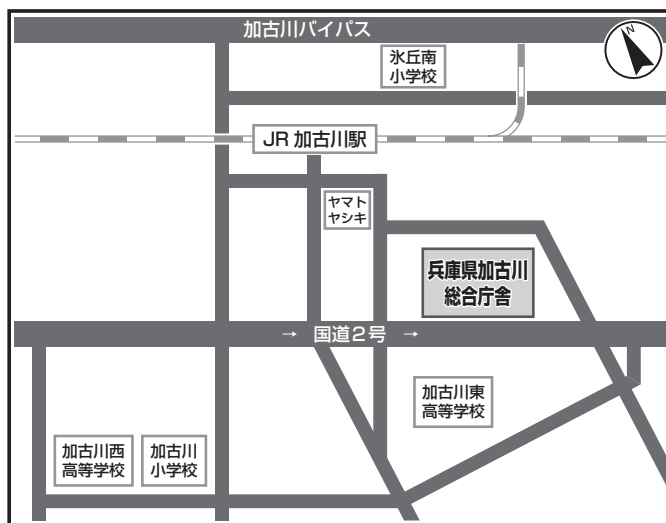 加古川バイパス
N
氷丘南
小学校
JR 加古川駅
ヤマト
ヤシキ
兵庫県加古川
総合庁舎
→ 国道2号 →
加古川東
高等学校
加古川西
高等学校
加古川
小学校